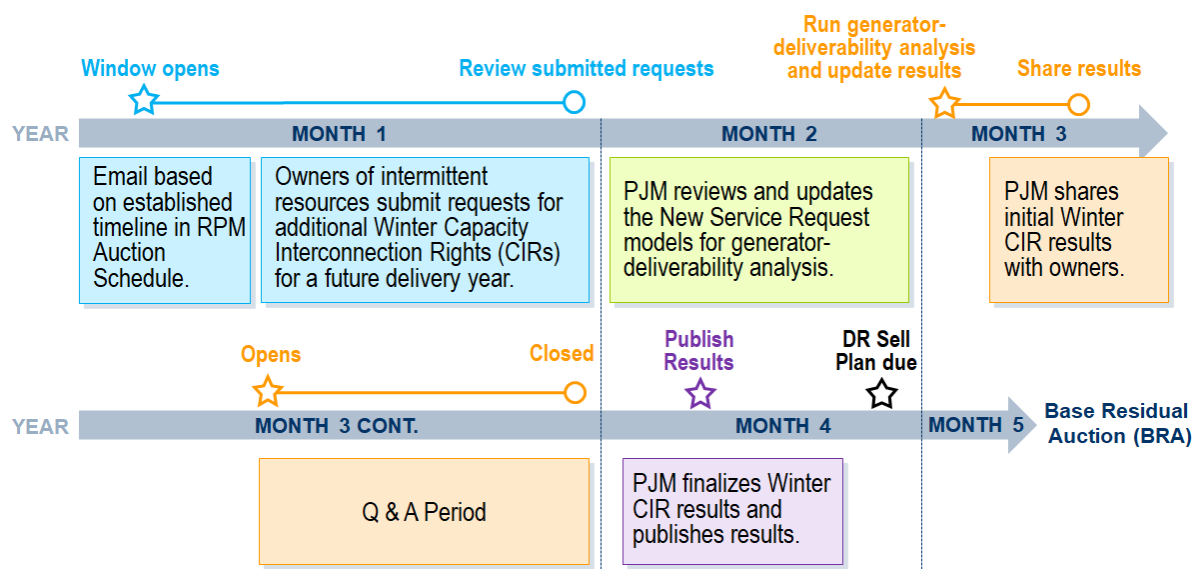 Window opens
Review submitted requests
Run generator-
deliverability analysis
and update results
Share results
YEAR
MONTH 1
MONTH 2
MONTH 3
Email based
on established
timeline in RPM
Auction
Schedule.
Owners of intermittent
resources submit requests for
additional Winter Capacity
Interconnection Rights (CIRs)
for a future delivery year.
PJM reviews and updates
the New Service Request
models for generator-
deliverability analysis.
PJM shares
initial Winter
CIR results
with owners.
Opens
Closed
Publish
Results
DR Sell
Plan due
YEAR
MONTH 3 CONT.
MONTH 4
MONTH 5
Base Residual
Auction (BRA)
Q & A Period
PJM finalizes Winter
CIR results and
publishes results.